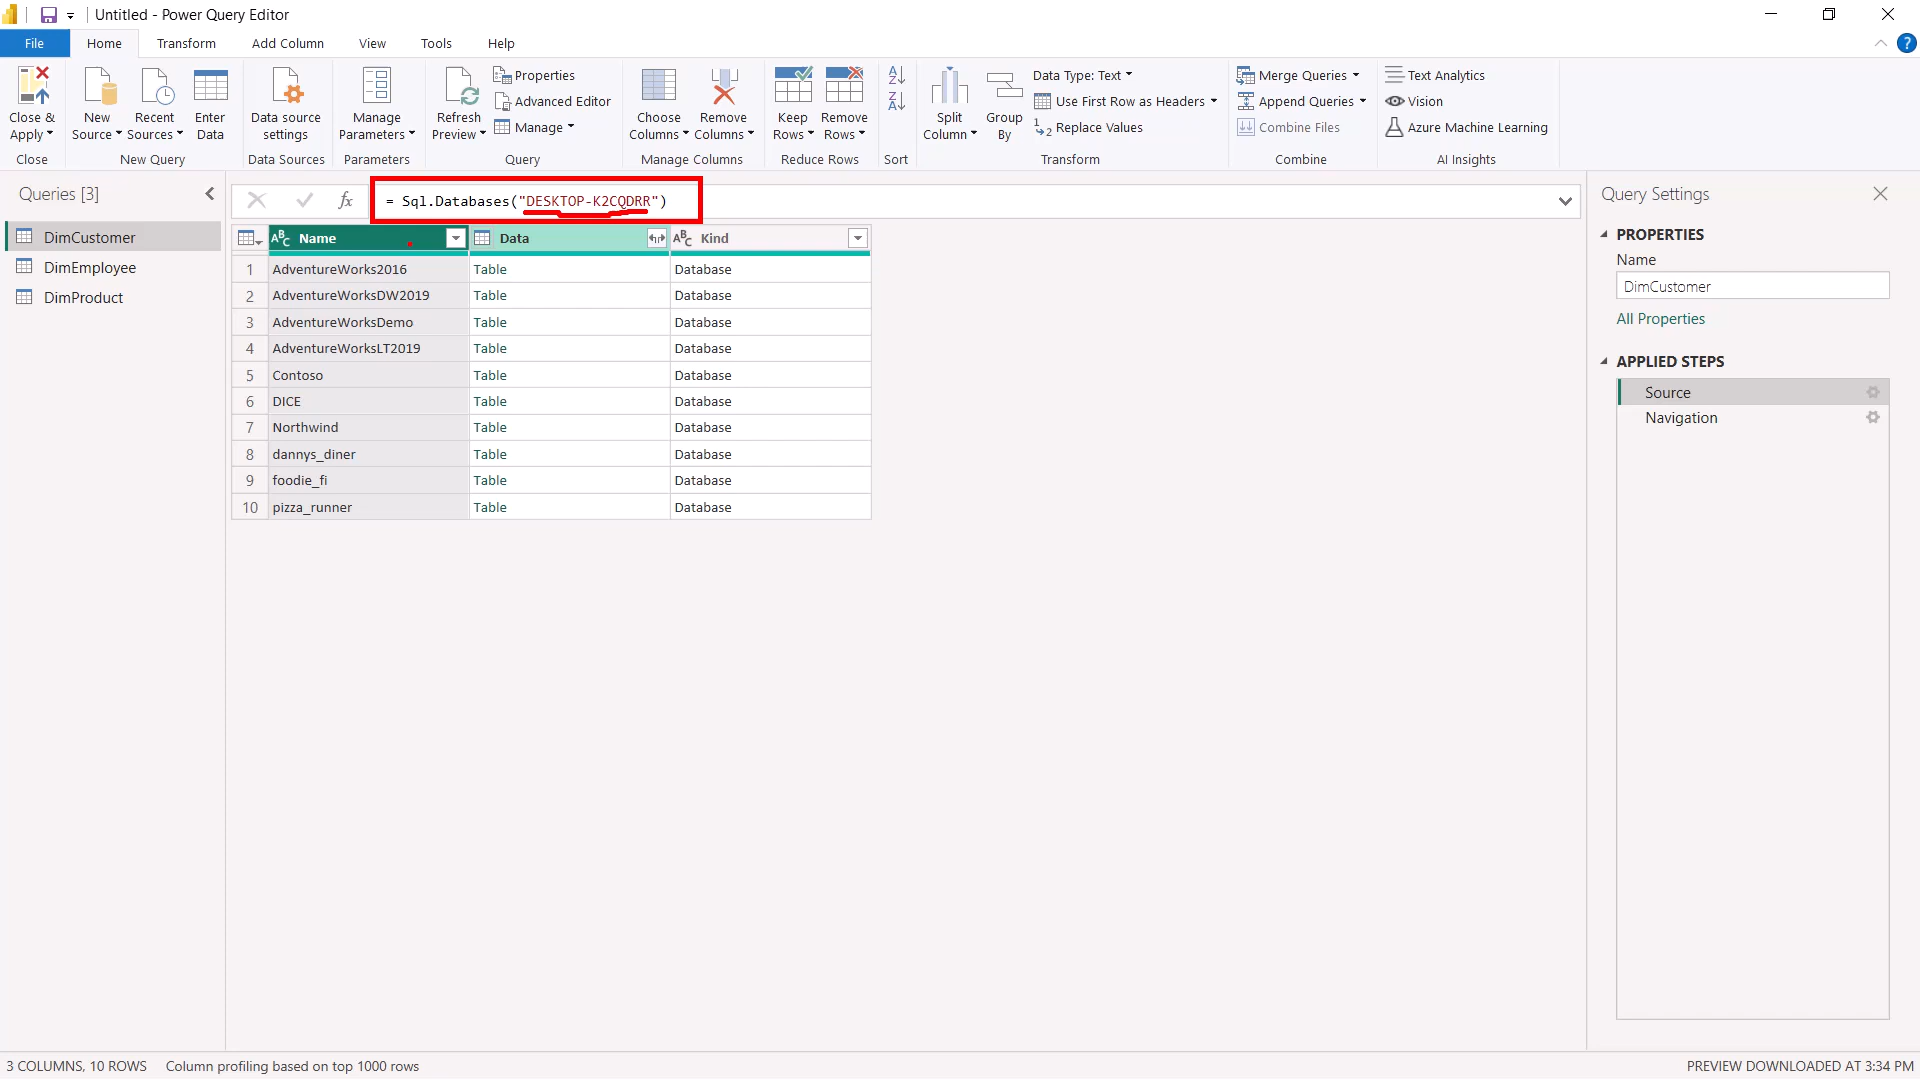 Untitled - Power Query Editor
File Home Transform Add Column View Tools Help
Close & Apply
Close
New Source
Recent Sources
Enter Data
New Query
Data source settings
Data Sources
Manage Parameters
Parameters
Refresh Preview
Properties
Advanced Editor
Manage
Query
Choose Columns
Remove Columns
Manage Columns
Keep Rows
Remove Rows
Reduce Rows
Sort
Split Column
Group By
Data Type: Text
Use First Row as Headers
Replace Values
Transform
Merge Queries
Append Queries
Combine Files
Combine
Text Analytics
Vision
Azure Machine Learning
AI Insights
Queries [3]
DimCustomer
DimEmployee
DimProduct
fx = Sql.Databases("DESKTOP-K2CQDRR")
ABC Name Data ABC Kind
1 AdventureWorks2016 Table Database
2 AdventureWorksDW2019 Table Database
3 AdventureWorksDemo Table Database
4 AdventureWorksLT2019 Table Database
5 Contoso Table Database
6 DICE Table Database
7 Northwind Table Database
8 dannys_diner Table Database
9 foodie_fi Table Database
10 pizza_runner Table Database
Query Settings
PROPERTIES
Name
DimCustomer
All Properties
APPLIED STEPS
Source
Navigation
3 COLUMNS, 10 ROWS Column profiling based on top 1000 rows
PREVIEW DOWNLOADED AT 3:34 PM